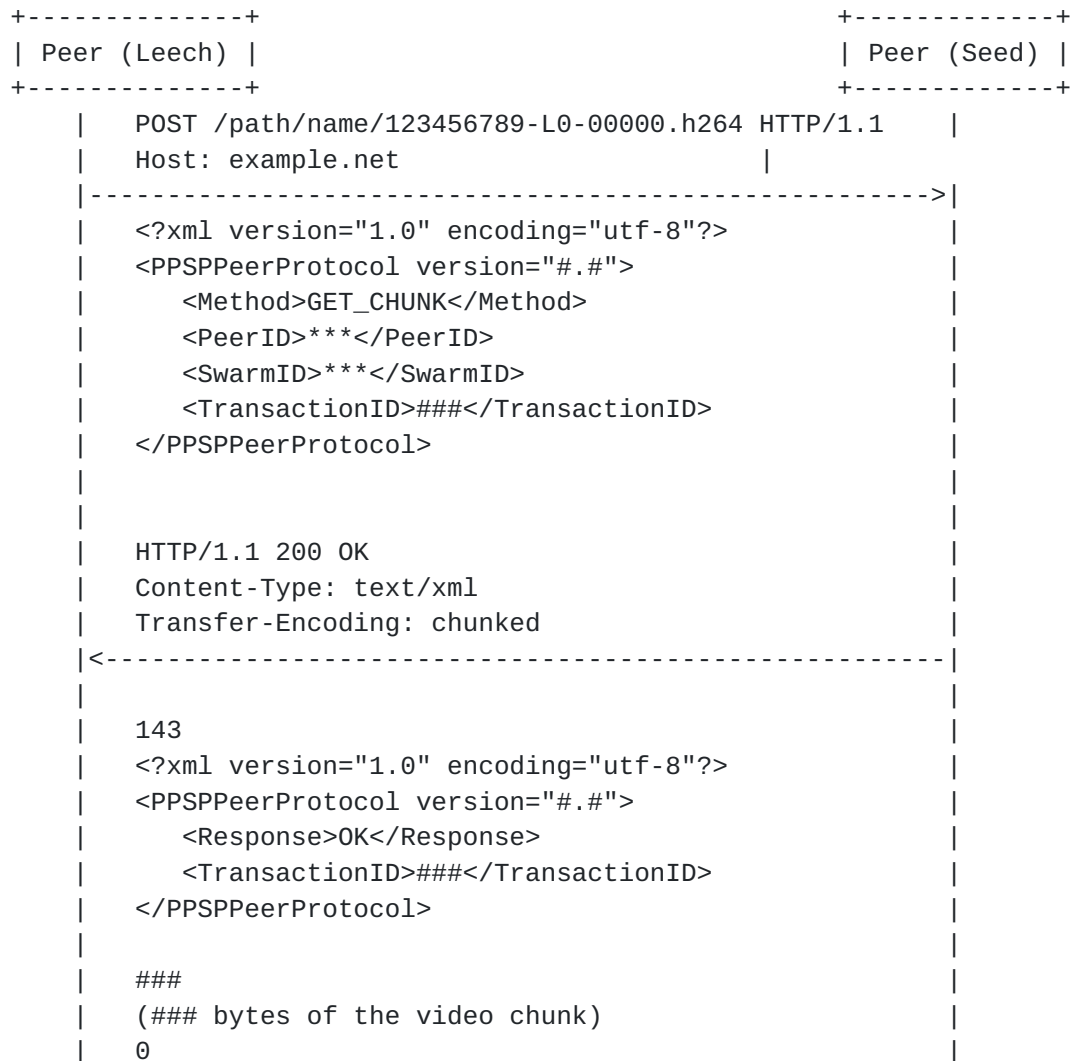 +--------------+                                     +-------------+
| Peer (Leech) |                                     | Peer (Seed) |
+--------------+                                     +-------------+
    |   POST /path/name/123456789-L0-00000.h264 HTTP/1.1    |
    |   Host: example.net                       |
    |------------------------------------------------------>|
    |   <?xml version="1.0" encoding="utf-8"?>              |
    |   <PPSPPeerProtocol version="#.#">                    |
    |      <Method>GET_CHUNK</Method>                       |
    |      <PeerID>***</PeerID>                             |
    |      <SwarmID>***</SwarmID>                           |
    |      <TransactionID>###</TransactionID>               |
    |   </PPSPPeerProtocol>                                 |
    |                                                       |
    |                                                       |
    |   HTTP/1.1 200 OK                                     |
    |   Content-Type: text/xml                              |
    |   Transfer-Encoding: chunked                          |
    |<------------------------------------------------------|
    |                                                       |
    |   143                                                 |
    |   <?xml version="1.0" encoding="utf-8"?>              |
    |   <PPSPPeerProtocol version="#.#">                    |
    |      <Response>OK</Response>                          |
    |      <TransactionID>###</TransactionID>               |
    |   </PPSPPeerProtocol>                                 |
    |                                                       |
    |   ###                                                 |
    |   (### bytes of the video chunk)                      |
    |   0                                                   |